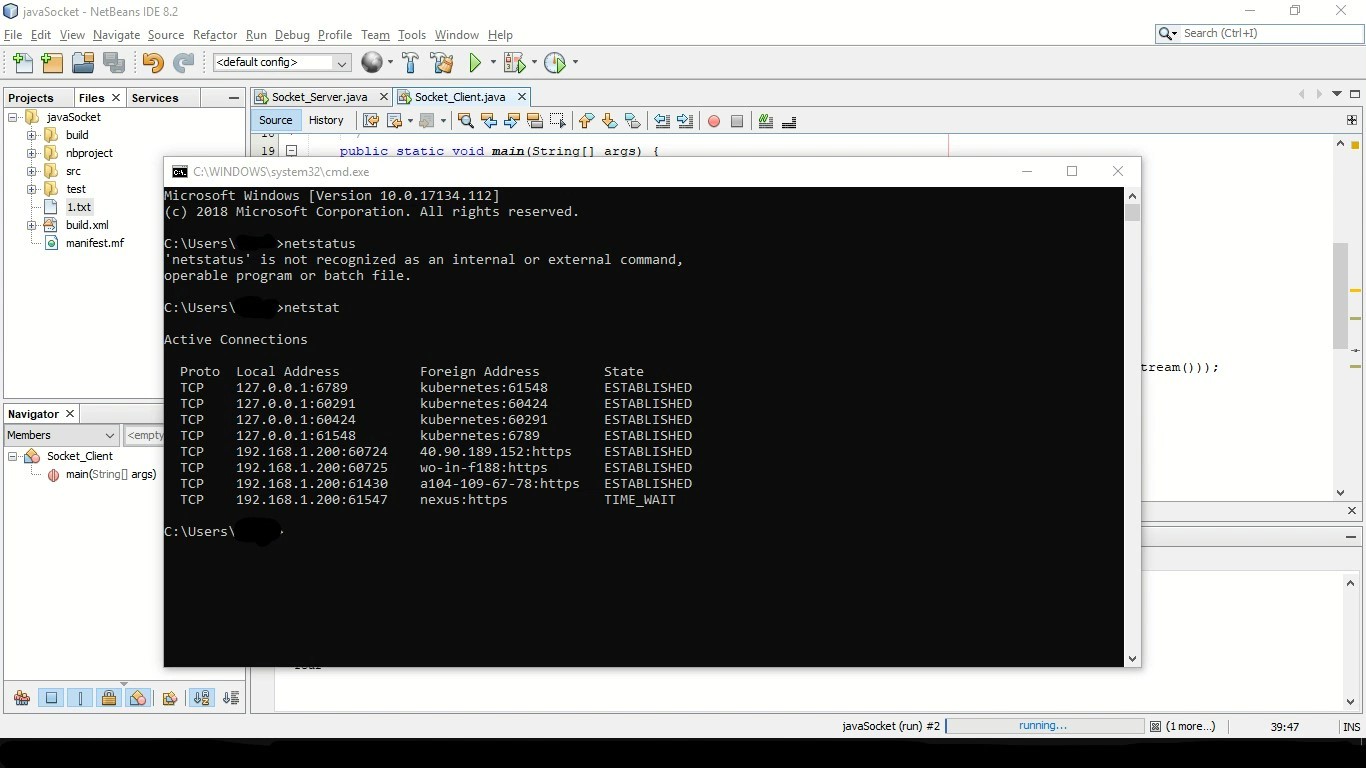 javaSocket - NetBeans IDE 8.2
File Edit View Navigate Source Refactor Run Debug Profile Team Tools Window Help
Search (Ctrl+I)
<default config>
Projects Files Services
Socket_Server.java Socket_Client.java
Source History
javaSocket
build
nbproject
src
test
1.txt
build.xml
manifest.mf
19 public static void main(String[] args) {
C:\WINDOWS\system32\cmd.exe
Microsoft Windows [Version 10.0.17134.112]
(c) 2018 Microsoft Corporation. All rights reserved.
C:\Users\ >netstatus
'netstatus' is not recognized as an internal or external command,
operable program or batch file.
C:\Users\ >netstat
Active Connections
Proto Local Address Foreign Address State
TCP 127.0.0.1:6789 kubernetes:61548 ESTABLISHED
TCP 127.0.0.1:60291 kubernetes:60424 ESTABLISHED
TCP 127.0.0.1:60424 kubernetes:60291 ESTABLISHED
TCP 127.0.0.1:61548 kubernetes:6789 ESTABLISHED
TCP 192.168.1.200:60724 40.90.189.152:https ESTABLISHED
TCP 192.168.1.200:60725 wo-in-f188:https ESTABLISHED
TCP 192.168.1.200:61430 a104-109-67-78:https ESTABLISHED
TCP 192.168.1.200:61547 nexus:https TIME_WAIT
C:\Users\
tream()));
Navigator
Members <empty
Socket_Client
main(String[] args)
javaSocket (run) #2 running... (1 more...) 39:47 INS